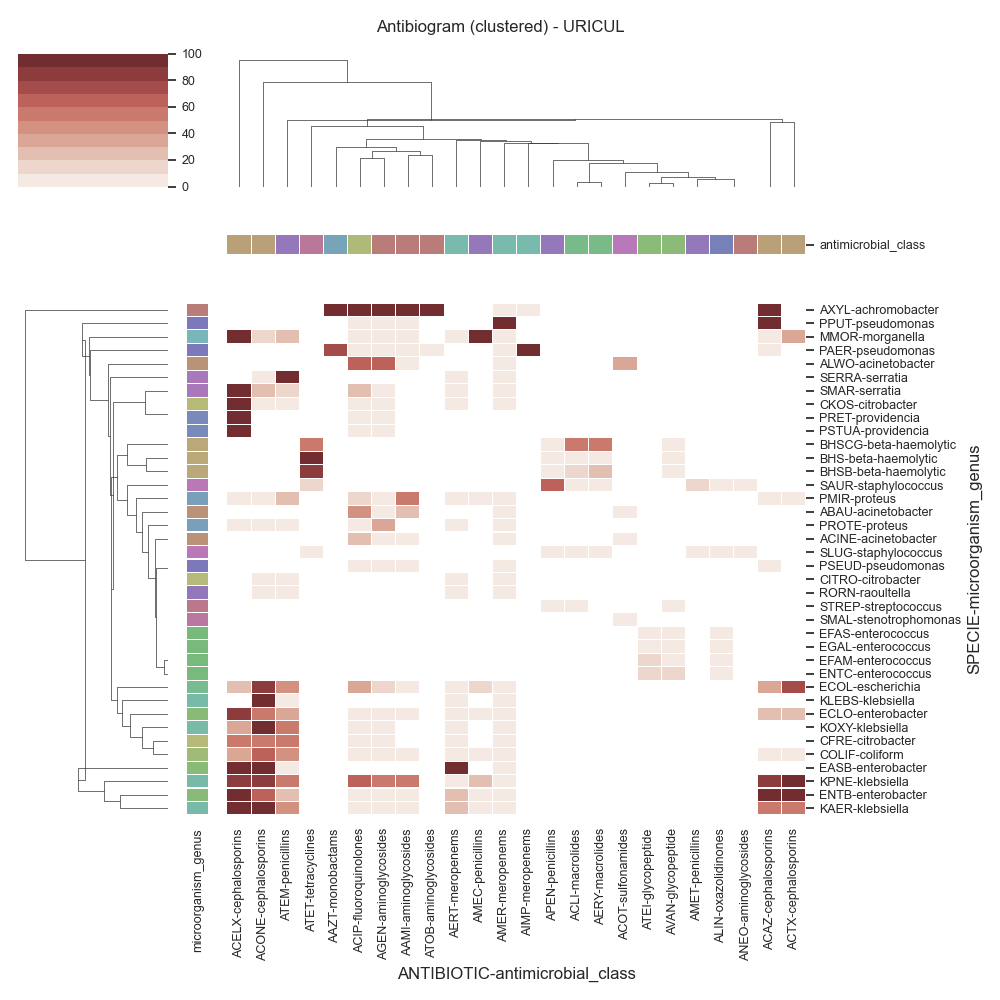 Antibiogram (clustered) - URICUL
100
80
60
40
20
0
antimicrobial_class
AXYL-achromobacter
PPUT-pseudomonas
MMOR-morganella
PAER-pseudomonas
ALWO-acinetobacter
SERRA-serratia
SMAR-serratia
CKOS-citrobacter
PRET-providencia
PSTUA-providencia
BHSCG-beta-haemolytic
BHS-beta-haemolytic
BHSB-beta-haemolytic
SAUR-staphylococcus
PMIR-proteus
ABAU-acinetobacter
PROTE-proteus
ACINE-acinetobacter
SLUG-staphylococcus
PSEUD-pseudomonas
CITRO-citrobacter
RORN-raoultella
STREP-streptococcus
SMAL-stenotrophomonas
EFAS-enterococcus
EGAL-enterococcus
EFAM-enterococcus
ENTC-enterococcus
ECOL-escherichia
KLEBS-klebsiella
ECLO-enterobacter
KOXY-klebsiella
CFRE-citrobacter
COLIF-coliform
EASB-enterobacter
KPNE-klebsiella
ENTB-enterobacter
KAER-klebsiella
SPECIE-microorganism_genus
microorganism_genus
ACELX-cephalosporins
ACONE-cephalosporins
ATEM-penicillins
ATET-tetracyclines
AAZT-monobactams
ACIP-fluoroquinolones
AGEN-aminoglycosides
AAMI-aminoglycosides
ATOB-aminoglycosides
AERT-meropenems
AMEC-penicillins
AMER-meropenems
AIMP-meropenems
APEN-penicillins
ACLI-macrolides
AERY-macrolides
ACOT-sulfonamides
ATEI-glycopeptide
AVAN-glycopeptide
AMET-penicillins
ALIN-oxazolidinones
ANEO-aminoglycosides
ACAZ-cephalosporins
ACTX-cephalosporins
ANTIBIOTIC-antimicrobial_class